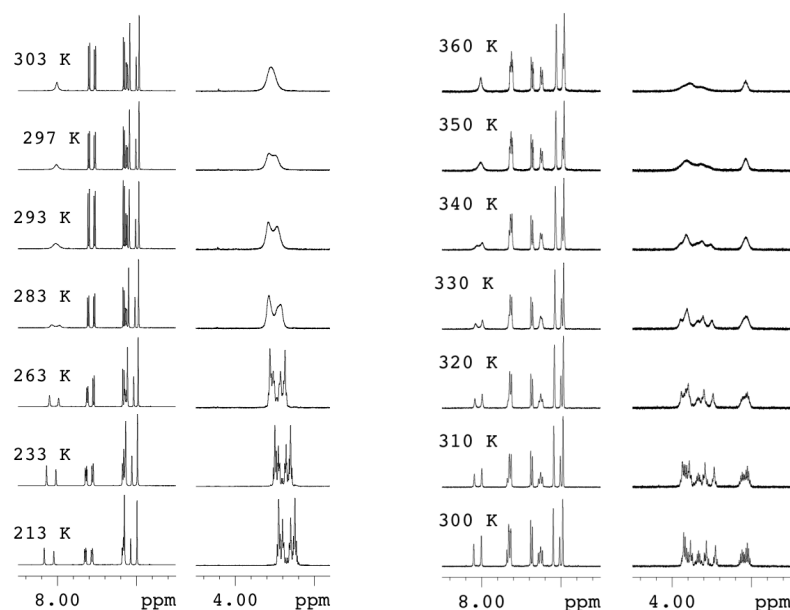 303 K
297 K
293 K
283 K
263 K
233 K
213 K
8.00 ppm 4.00 ppm
360 K
350 K
340 K
330 K
320 K
310 K
300 K
8.00 ppm 4.00 ppm